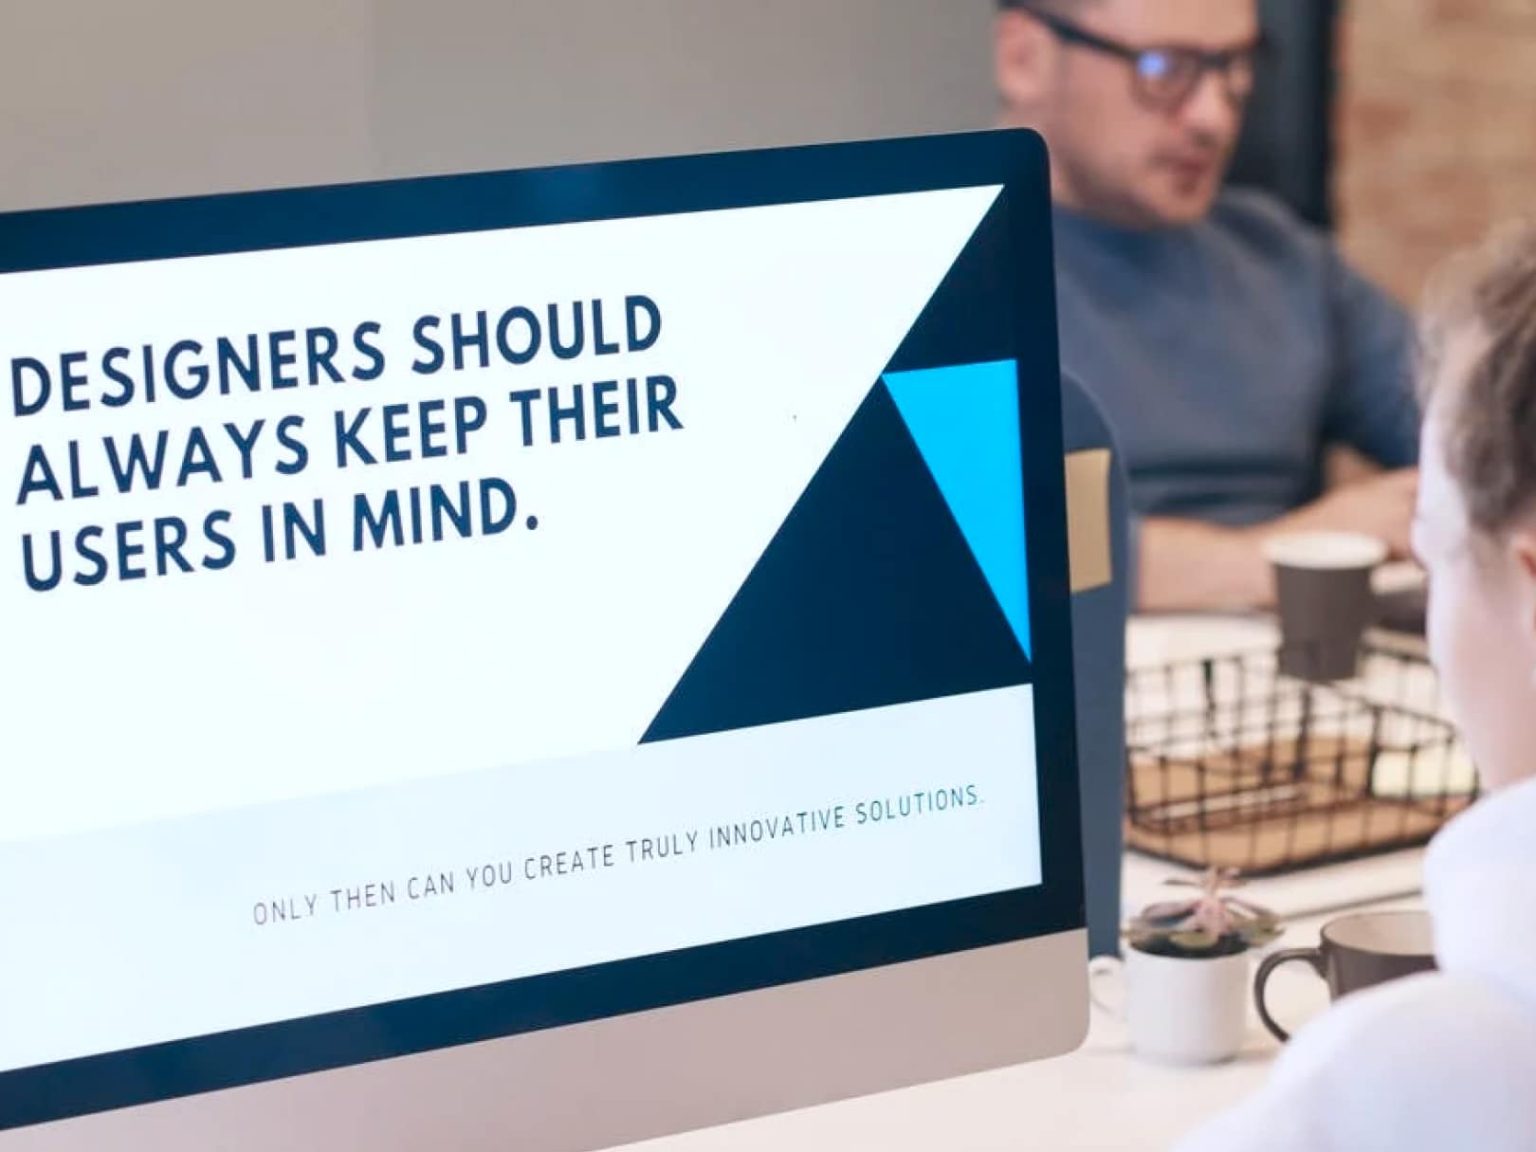 DESIGNERS SHOULD
ALWAYS KEEP THEIR
USERS IN MIND.
ONLY THEN CAN YOU CREATE TRULY INNOVATIVE SOLUTIONS.